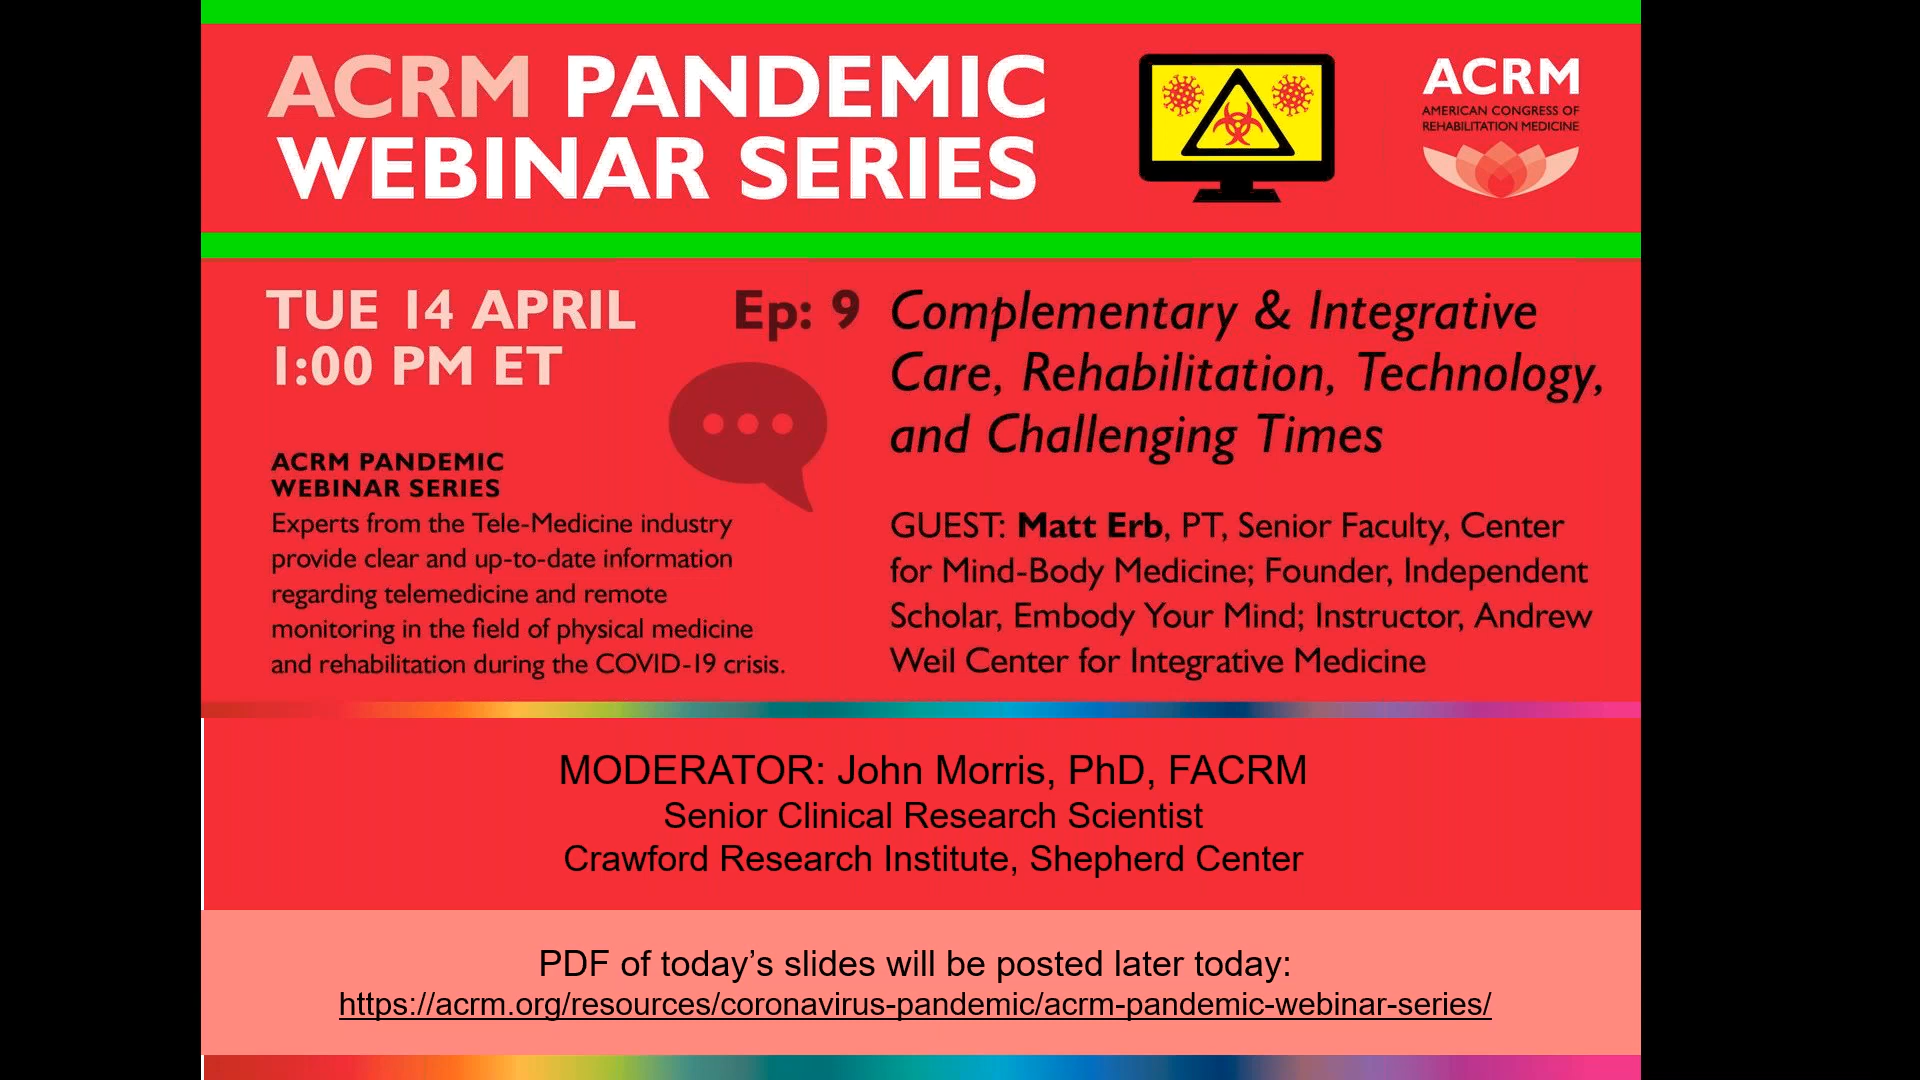 ACRM PANDEMIC
WEBINAR SERIES
ACRM
AMERICAN CONGRESS OF
REHABILITATION MEDICINE
TUE 14 APRIL
1:00 PM ET
Ep: 9
Complementary & Integrative
Care, Rehabilitation, Technology,
and Challenging Times
ACRM PANDEMIC
WEBINAR SERIES
Experts from the Tele-Medicine industry
provide clear and up-to-date information
regarding telemedicine and remote
monitoring in the field of physical medicine
and rehabilitation during the COVID-19 crisis.
GUEST: Matt Erb, PT, Senior Faculty, Center
for Mind-Body Medicine; Founder, Independent
Scholar, Embody Your Mind; Instructor, Andrew
Weil Center for Integrative Medicine
MODERATOR: John Morris, PhD, FACRM
Senior Clinical Research Scientist
Crawford Research Institute, Shepherd Center
PDF of today’s slides will be posted later today:
https://acrm.org/resources/coronavirus-pandemic/acrm-pandemic-webinar-series/